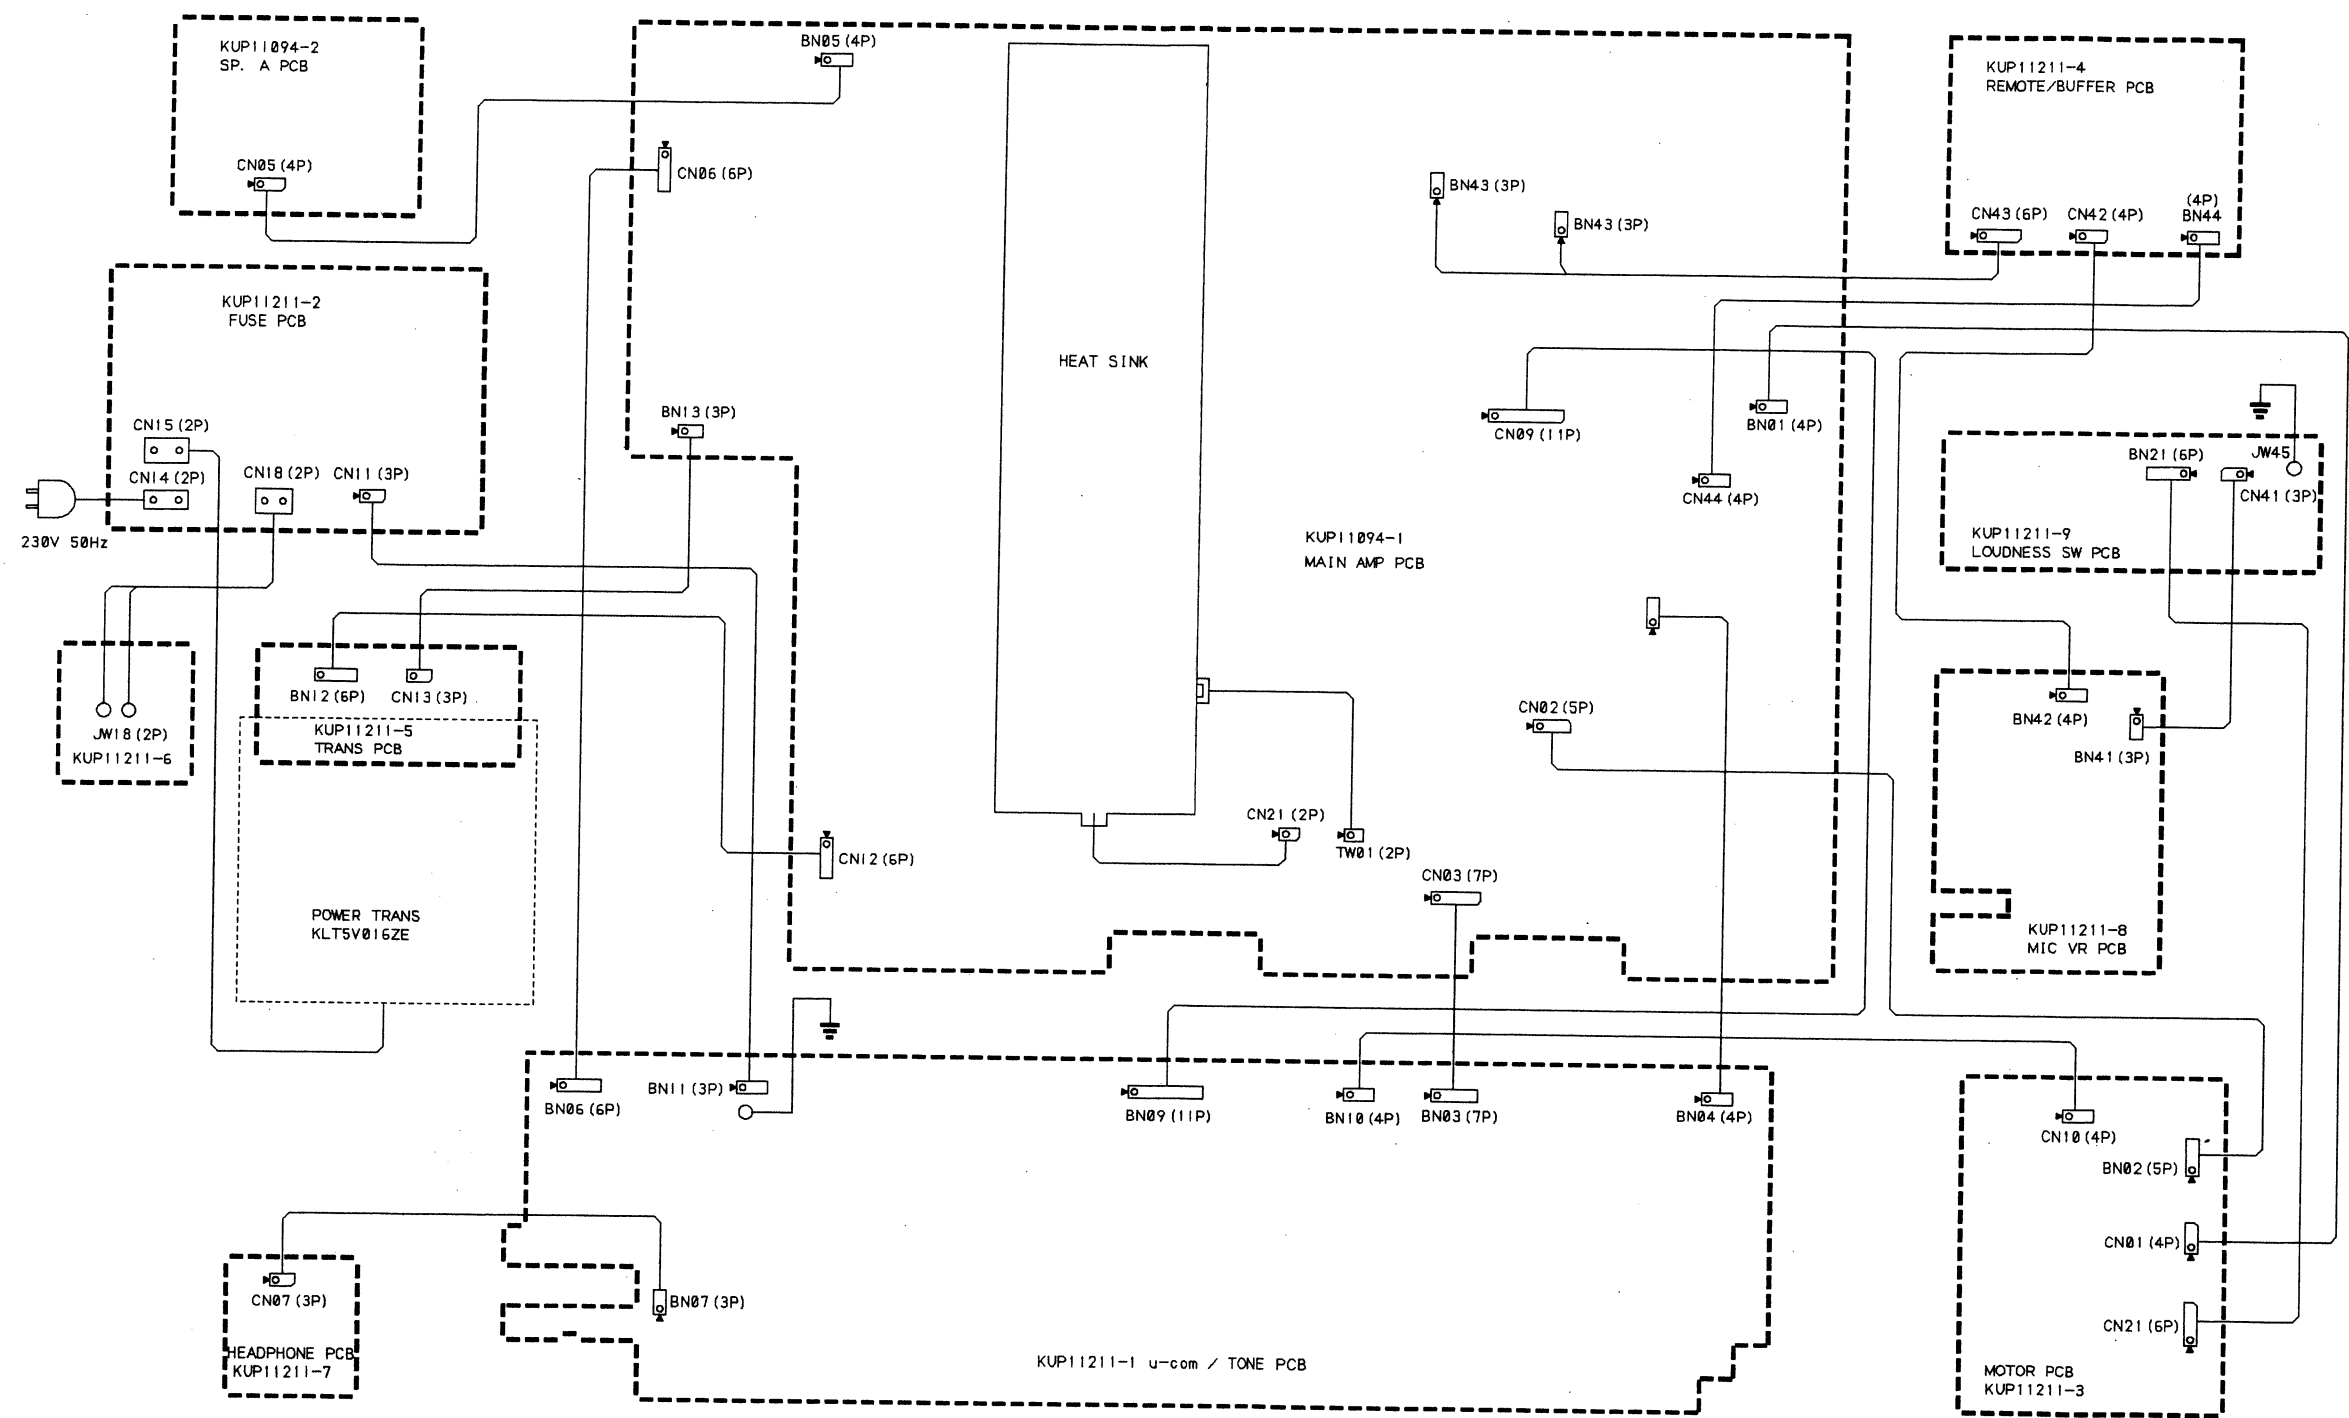 KUP11094-2
SP. A PCB
CN05 (4P)
BN05 (4P)
CN06 (6P)
HEAT SINK
BN43 (3P)
BN43 (3P)
KUP11211-4
REMOTE/BUFFER PCB
CN43 (6P)
CN42 (4P)
(4P)
BN44
KUP11211-2
FUSE PCB
CN15 (2P)
CN14 (2P)
CN18 (2P)
CN11 (3P)
230V 50Hz
BN13 (3P)
CN09 (11P)
BN01 (4P)
CN44 (4P)
KUP11094-1
MAIN AMP PCB
BN21 (6P)
JW45
CN41 (3P)
KUP11211-9
LOUDNESS SW PCB
JW18 (2P)
KUP11211-6
BN12 (6P)
CN13 (3P)
KUP11211-5
TRANS PCB
POWER TRANS
KLT5V016ZE
CN12 (6P)
CN21 (2P)
TW01 (2P)
CN02 (5P)
CN03 (7P)
BN42 (4P)
BN41 (3P)
KUP11211-8
MIC VR PCB
BN06 (6P)
BN11 (3P)
BN09 (11P)
BN10 (4P)
BN03 (7P)
BN04 (4P)
CN10 (4P)
BN02 (5P)
CN01 (4P)
CN21 (6P)
MOTOR PCB
KUP11211-3
CN07 (3P)
HEADPHONE PCB
KUP11211-7
BN07 (3P)
KUP11211-1 u-com / TONE PCB